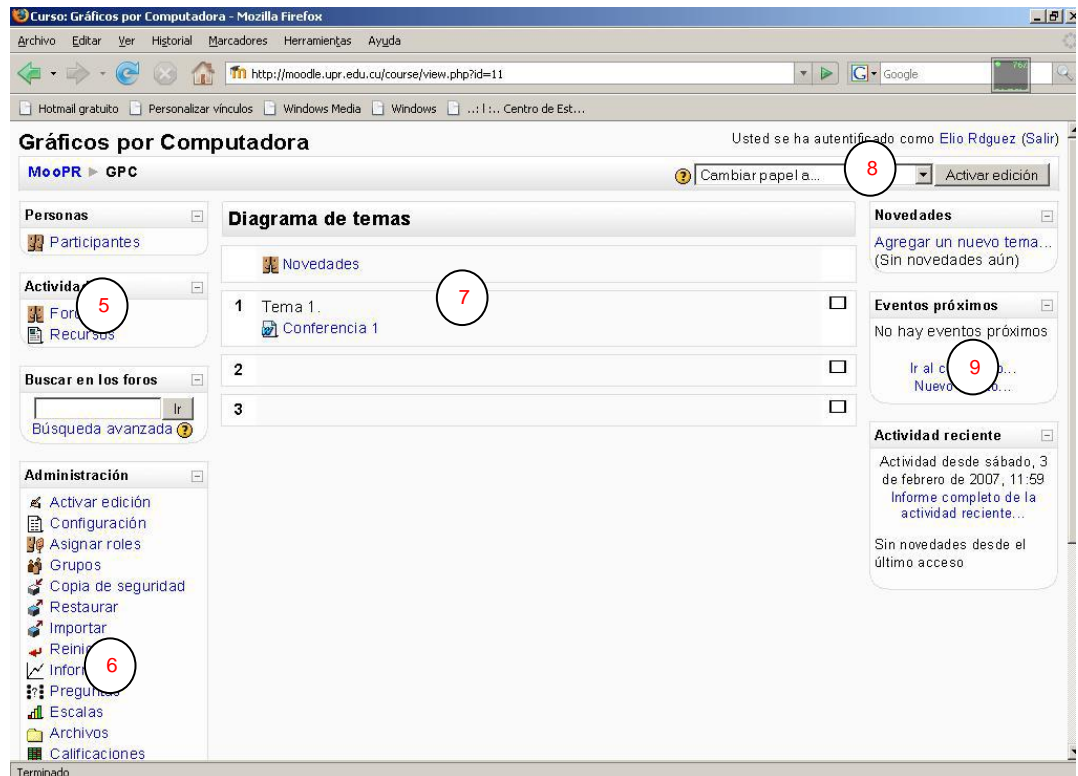 Curso: Gráficos por Computadora - Mozilla Firefox
Archivo Editar Ver Historial Marcadores Herramientas Ayuda
http://moodle.upr.edu.cu/course/view.php?id=11
G Google
Hotmail gratuito Personalizar vínculos Windows Media Windows ..: l :.. Centro de Est...
Gráficos por Computadora
Usted se ha autentificado como Elio Rdguez (Salir)
MooPR ► GPC
Cambiar papel a...
8
Activar edición
Personas
Participantes
Actividad
5
Recursos
Buscar en los foros
Ir
Búsqueda avanzada
Administración
Activar edición
Configuración
Asignar roles
Grupos
Copia de seguridad
Restaurar
Importar
6
Preguntas
Escalas
Archivos
Calificaciones
Diagrama de temas
Novedades
7
1 Tema 1.
Conferencia 1
2
3
Novedades
Agregar un nuevo tema...
(Sin novedades aún)
Eventos próximos
No hay eventos próximos
Ir al
9
Actividad reciente
Actividad desde sábado, 3
de febrero de 2007, 11:59
Informe completo de la
actividad reciente...
Sin novedades desde el
último acceso
Terminado